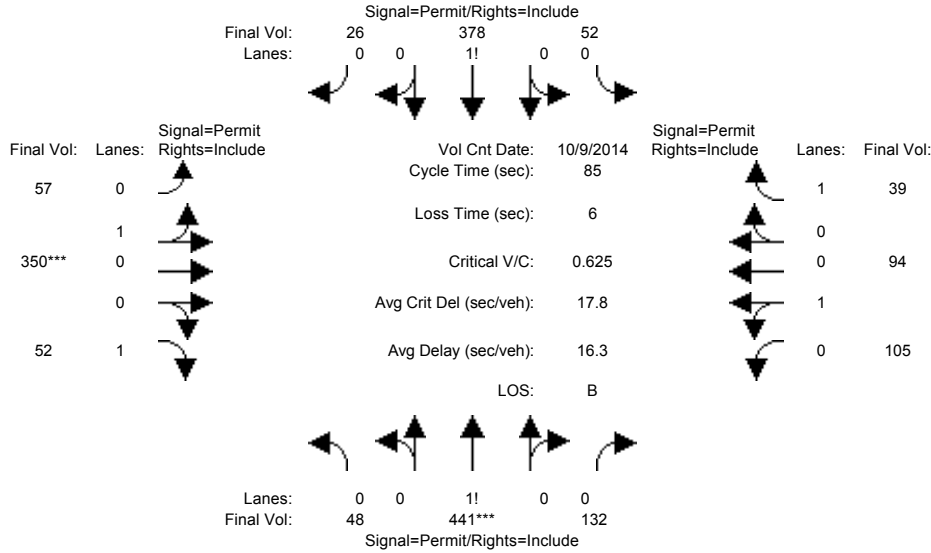 Signal=Permit/Rights=Include
Final Vol: 26 378 52
Lanes: 0 0 1! 0 0
Signal=Permit Signal=Permit
Final Vol: Lanes: Rights=Include Vol Cnt Date: 10/9/2014 Rights=Include Lanes: Final Vol:
Cycle Time (sec): 85
57 0 1 39
Loss Time (sec): 6
1 0
350*** 0 Critical V/C: 0.625 0 94
0 Avg Crit Del (sec/veh): 17.8 1
52 1 Avg Delay (sec/veh): 16.3 0 105
LOS: B
Lanes: 0 0 1! 0 0
Final Vol: 48 441*** 132
Signal=Permit/Rights=Include